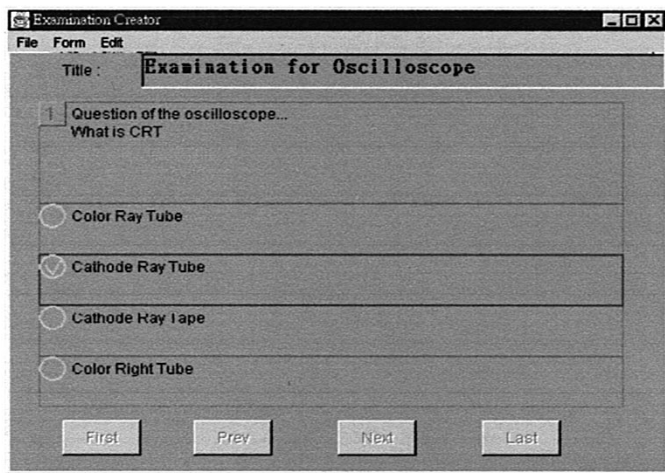 Examination Creator
File Form Edit
Title : Examination for Oscilloscope
1 Question of the oscilloscope...
What is CRT
Color Ray Tube
Cathode Ray Tube
Cathode Ray Tape
Color Right Tube
First Prev Next Last